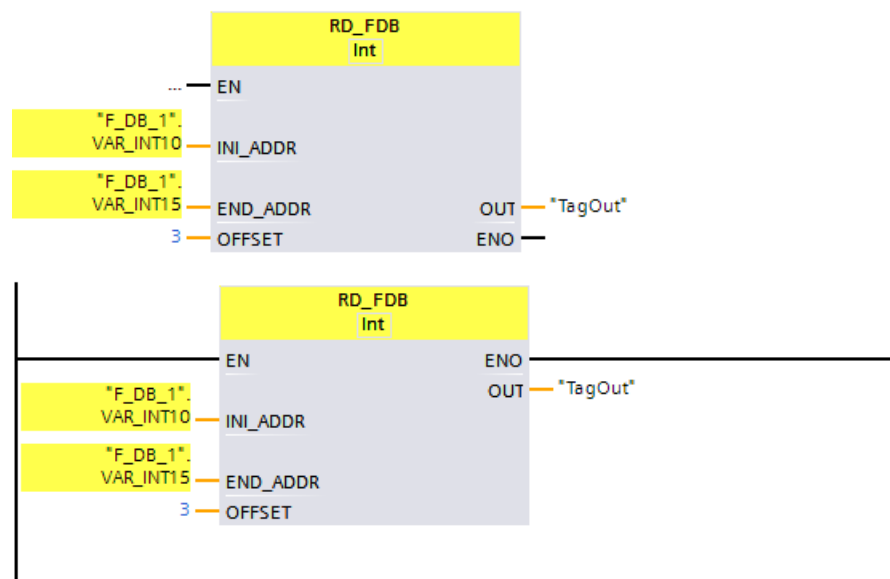 RD_FDB
Int
... EN
"F_DB_1".
VAR_INT10 INI_ADDR
"F_DB_1".
VAR_INT15 END_ADDR OUT "TagOut"
3 OFFSET ENO
RD_FDB
Int
EN ENO
OUT "TagOut"
"F_DB_1".
VAR_INT10 INI_ADDR
"F_DB_1".
VAR_INT15 END_ADDR
3 OFFSET